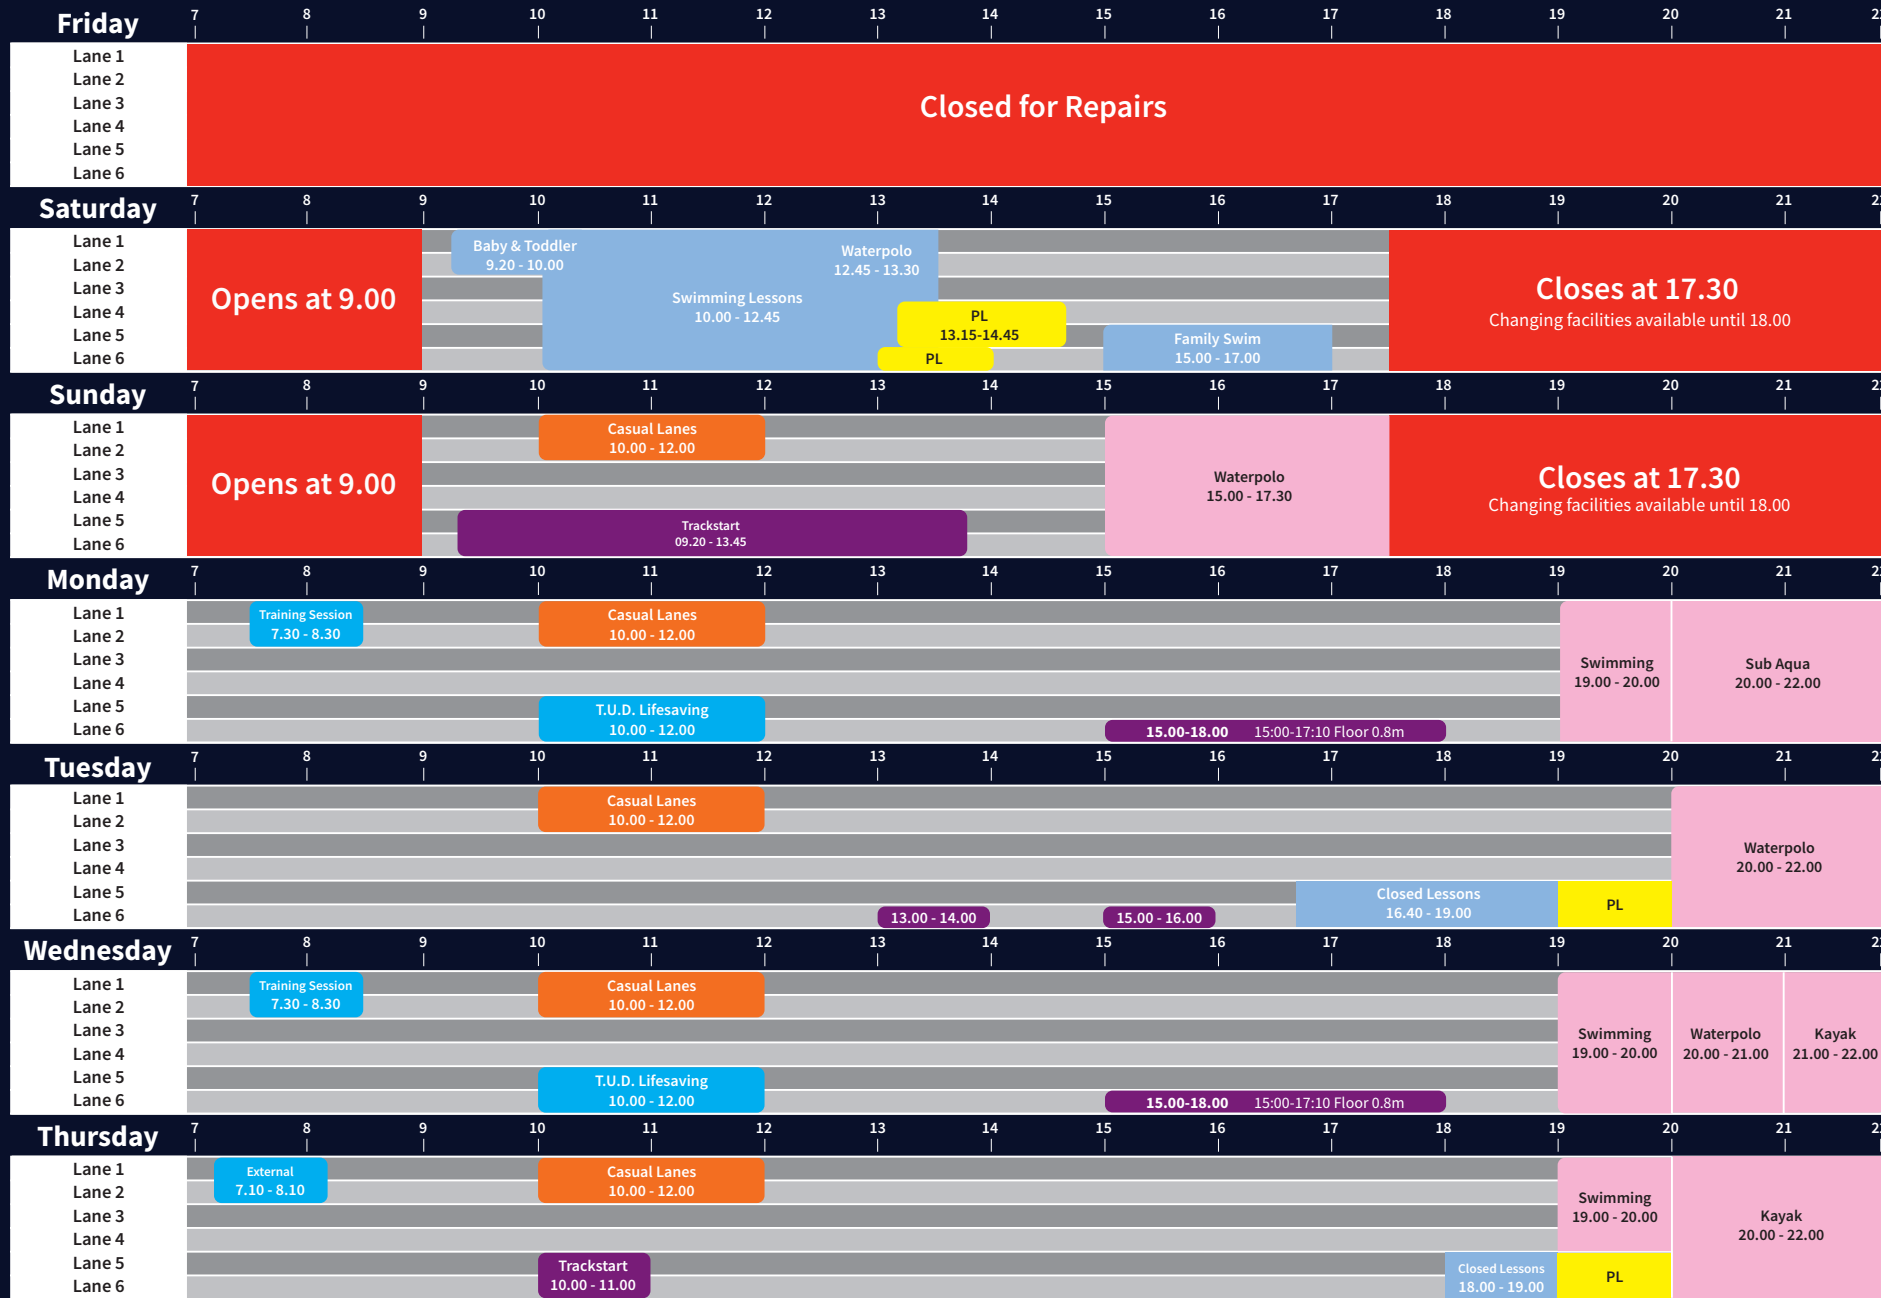 Friday 7 8 9 10 11 12 13 14 15 16 17 18 19 20 21
Lane 1
Lane 2
Lane 3
Lane 4
Lane 5
Lane 6
Closed for Repairs
Saturday 7 8 9 10 11 12 13 14 15 16 17 18 19 20 21
Lane 1
Lane 2
Lane 3
Lane 4
Lane 5
Lane 6
Opens at 9.00
Baby & Toddler
9.20 - 10.00
Swimming Lessons
10.00 - 12.45
Waterpolo
12.45 - 13.30
PL
13.15-14.45
PL
Family Swim
15.00 - 17.00
Closes at 17.30
Changing facilities available until 18.00
Sunday 7 8 9 10 11 12 13 14 15 16 17 18 19 20 21
Lane 1
Lane 2
Lane 3
Lane 4
Lane 5
Lane 6
Opens at 9.00
Casual Lanes
10.00 - 12.00
Trackstart
09.20 - 13.45
Waterpolo
15.00 - 17.30
Closes at 17.30
Changing facilities available until 18.00
Monday 7 8 9 10 11 12 13 14 15 16 17 18 19 20 21
Lane 1
Lane 2
Lane 3
Lane 4
Lane 5
Lane 6
Training Session
7.30 - 8.30
Casual Lanes
10.00 - 12.00
T.U.D. Lifesaving
10.00 - 12.00
15.00-18.00 15:00-17:10 Floor 0.8m
Swimming
19.00 - 20.00
Sub Aqua
20.00 - 22.00
Tuesday 7 8 9 10 11 12 13 14 15 16 17 18 19 20 21
Lane 1
Lane 2
Lane 3
Lane 4
Lane 5
Lane 6
Casual Lanes
10.00 - 12.00
13.00 - 14.00
15.00 - 16.00
Closed Lessons
16.40 - 19.00
PL
Waterpolo
20.00 - 22.00
Wednesday 7 8 9 10 11 12 13 14 15 16 17 18 19 20 21
Lane 1
Lane 2
Lane 3
Lane 4
Lane 5
Lane 6
Training Session
7.30 - 8.30
Casual Lanes
10.00 - 12.00
T.U.D. Lifesaving
10.00 - 12.00
15.00-18.00 15:00-17:10 Floor 0.8m
Swimming
19.00 - 20.00
Waterpolo
20.00 - 21.00
Kayak
21.00 - 22.00
Thursday 7 8 9 10 11 12 13 14 15 16 17 18 19 20 21
Lane 1
Lane 2
Lane 3
Lane 4
Lane 5
Lane 6
External
7.10 - 8.10
Casual Lanes
10.00 - 12.00
Trackstart
10.00 - 11.00
Closed Lessons
18.00 - 19.00
Swimming
19.00 - 20.00
PL
Kayak
20.00 - 22.00